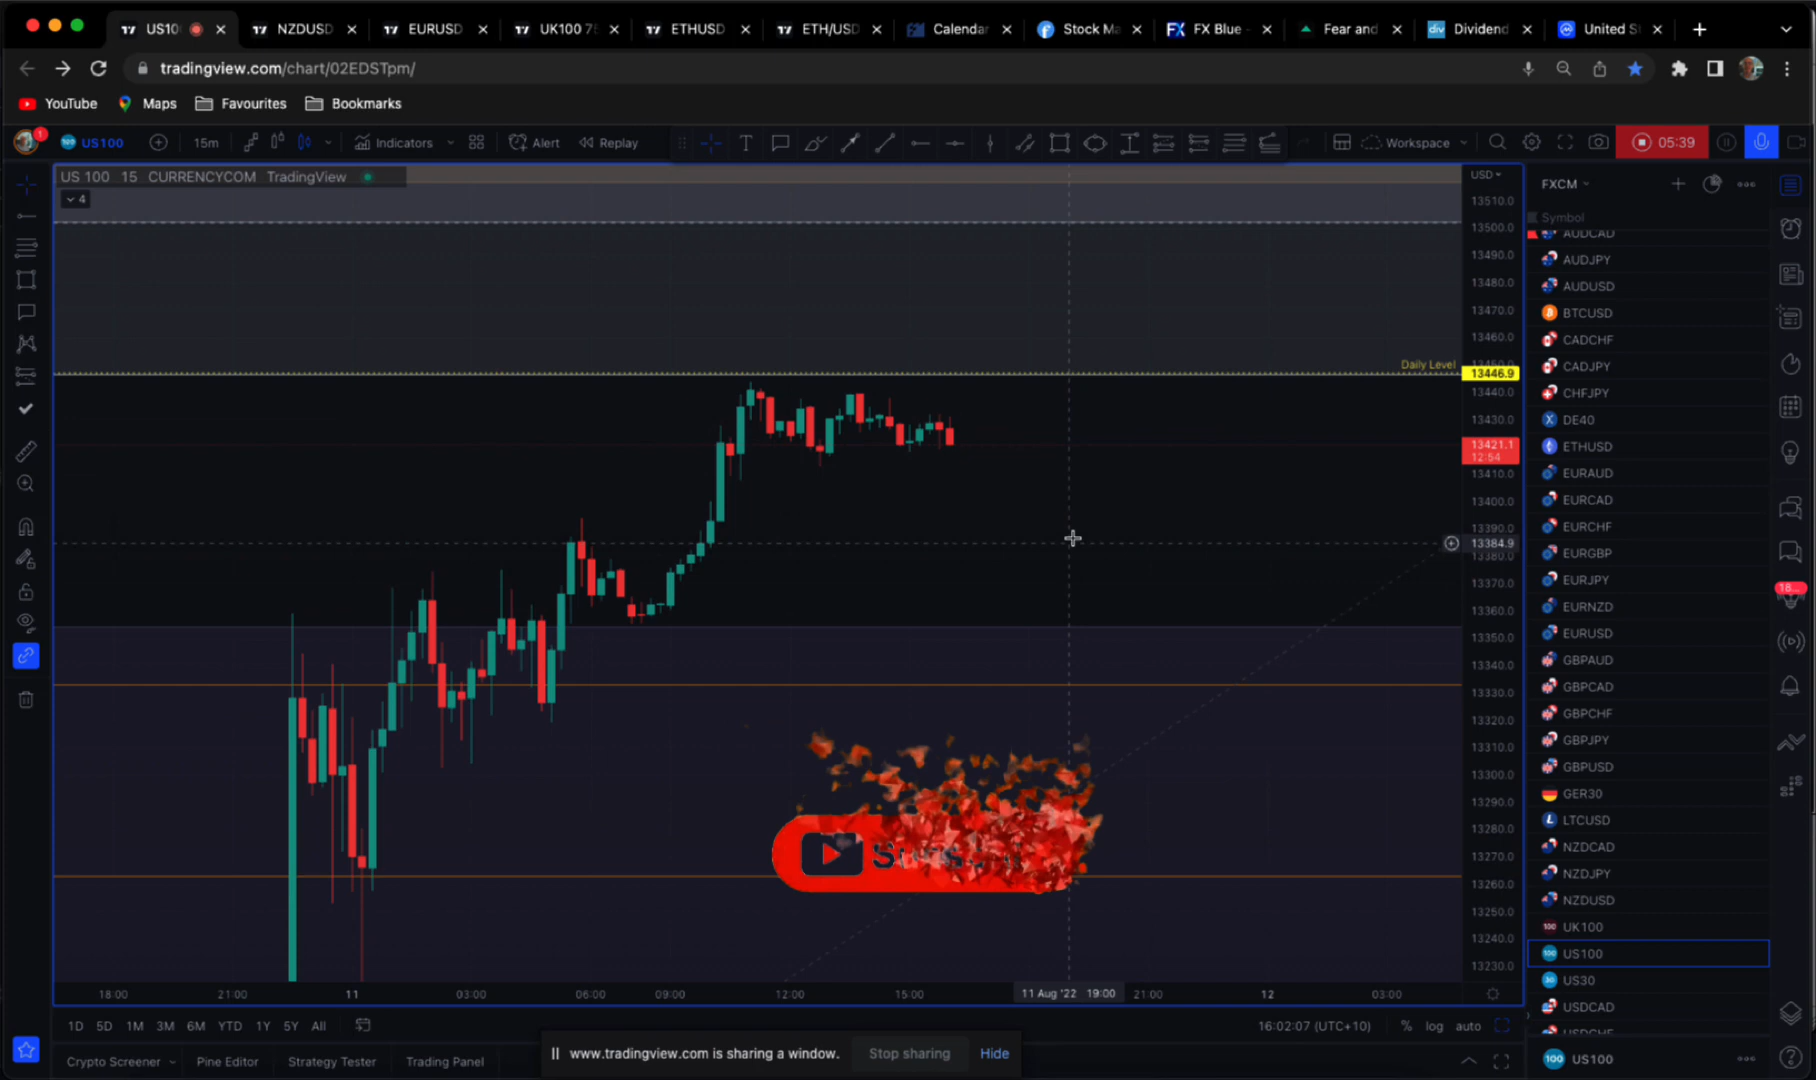 US10
NZDUSD
EURUSD
UK100 7
ETHUSD
ETH/USD
Calendar
Stock Ma
FX Blue -
Fear and
Dividend
United S
tradingview.com/chart/02EDSTpm/
YouTube
Maps
Favourites
Bookmarks
1
US100
15m
Indicators
Alert
Replay
Workspace
05:39
US 100 15 CURRENCYCOM TradingView
4
USD
13510.0
13500.0
13490.0
13480.0
13470.0
13460.0
Daily Level
13446.9
13440.0
13430.0
13421.1
12:54
13410.0
13400.0
13390.0
13384.9
13380.0
13370.0
13360.0
13350.0
13340.0
13330.0
13320.0
13310.0
13300.0
13290.0
13280.0
13270.0
13260.0
13250.0
13240.0
13230.0
18:00
21:00
11
03:00
06:00
09:00
12:00
15:00
11 Aug '22 19:00
21:00
12
03:00
FXCM
Symbol
AUDCAD
AUDJPY
AUDUSD
BTCUSD
CADCHF
CADJPY
CHFJPY
DE40
ETHUSD
EURAUD
EURCAD
EURCHF
EURGBP
EURJPY
EURNZD
EURUSD
GBPAUD
GBPCAD
GBPCHF
GBPJPY
GBPUSD
GER30
LTCUSD
NZDCAD
NZDJPY
NZDUSD
UK100
US100
US30
USDCAD
USDCHF
18...
1D 5D 1M 3M 6M YTD 1Y 5Y All
16:02:07 (UTC+10)
% log auto
Crypto Screener
Pine Editor
Strategy Tester
Trading Panel
www.tradingview.com is sharing a window.
Stop sharing
Hide
100 US100